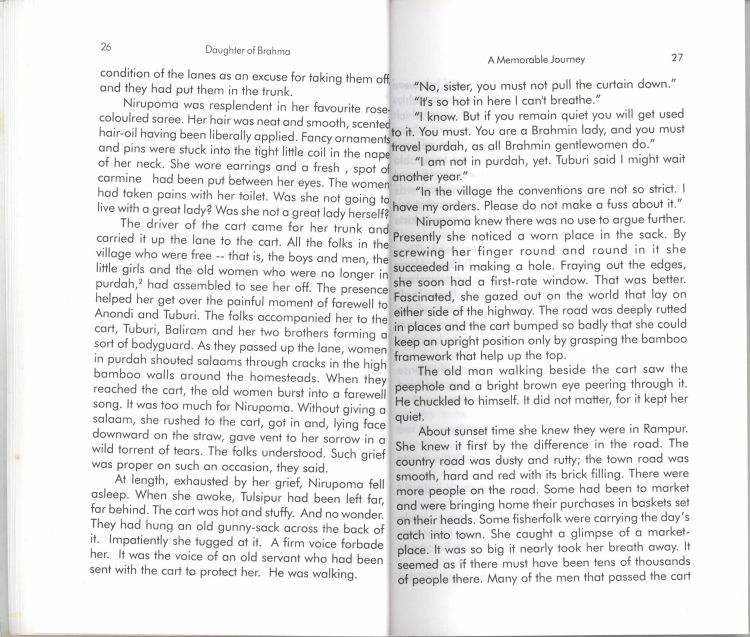 26
Daughter of Brahma
condition of the lanes as an excuse for taking them off,
and they had put them in the trunk.
Nirupoma was resplendent in her favourite rose-
coloulred saree. Her hair was neat and smooth, scented
hair-oil having been liberally applied. Fancy ornaments
and pins were stuck into the tight little coil in the nape
of her neck. She wore earrings and a fresh , spot of
carmine had been put between her eyes. The women
had taken pains with her toilet. Was she not going to
live with a great lady? Was she not a great lady herself?
The driver of the cart came for her trunk and
carried it up the lane to the cart. All the folks in the
village who were free -- that is, the boys and men, the
little girls and the old women who were no longer in
purdah,² had assembled to see her off. The presence
helped her get over the painful moment of farewell to
Anondi and Tuburi. The folks accompanied her to the
cart, Tuburi, Baliram and her two brothers forming a
sort of bodyguard. As they passed up the lane, women
in purdah shouted salaams through cracks in the high
bamboo walls around the homesteads. When they
reached the cart, the old women burst into a farewell
song. It was too much for Nirupoma. Without giving a
salaam, she rushed to the cart, got in and, lying face
downward on the straw, gave vent to her sorrow in a
wild torrent of tears. The folks understood. Such grief
was proper on such an occasion, they said.
At length, exhausted by her grief, Nirupoma fell
asleep. When she awoke, Tulsipur had been left far,
far behind. The cart was hot and stuffy. And no wonder.
They had hung an old gunny-sack across the back of
it. Impatiently she tugged at it. A firm voice forbade
her. It was the voice of an old servant who had been
sent with the cart to protect her. He was walking.
A Memorable Journey
27
"No, sister, you must not pull the curtain down."
"It's so hot in here I can't breathe."
"I know. But if you remain quiet you will get used
to it. You must. You are a Brahmin lady, and you must
travel purdah, as all Brahmin gentlewomen do."
"I am not in purdah, yet. Tuburi said I might wait
another year."
"In the village the conventions are not so strict. I
have my orders. Please do not make a fuss about it."
Nirupoma knew there was no use to argue further.
Presently she noticed a worn place in the sack. By
screwing her finger round and round in it she
succeeded in making a hole. Fraying out the edges,
she soon had a first-rate window. That was better.
Fascinated, she gazed out on the world that lay on
either side of the highway. The road was deeply rutted
in places and the cart bumped so badly that she could
keep an upright position only by grasping the bamboo
framework that help up the top.
The old man walking beside the cart saw the
peephole and a bright brown eye peering through it.
He chuckled to himself. It did not matter, for it kept her
quiet.
About sunset time she knew they were in Rampur.
She knew it first by the difference in the road. The
country road was dusty and rutty; the town road was
smooth, hard and red with its brick filling. There were
more people on the road. Some had been to market
and were bringing home their purchases in baskets set
on their heads. Some fisherfolk were carrying the day's
catch into town. She caught a glimpse of a market-
place. It was so big it nearly took her breath away. It
seemed as if there must have been tens of thousands
of people there. Many of the men that passed the cart